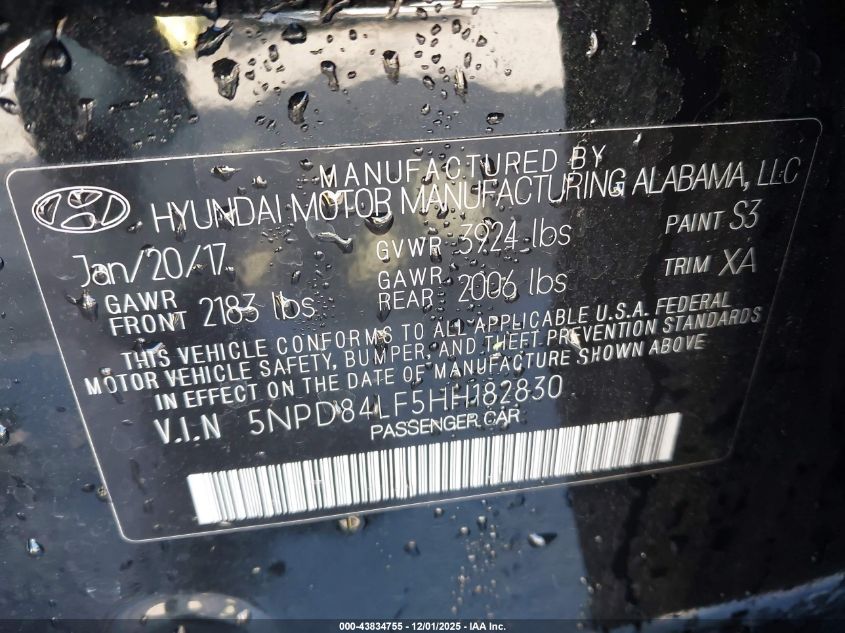 MANUFACTURED BY
HYUNDAI MOTOR MANUFACTURING ALABAMA, LLC
Jan/20/17 GVWR 3924 lbs PAINT S3
GAWR FRONT 2183 lbs GAWR REAR 2006 lbs TRIM XA
THIS VEHICLE CONFORMS TO ALL APPLICABLE U.S.A. FEDERAL
MOTOR VEHICLE SAFETY, BUMPER, AND THEFT PREVENTION STANDARDS
IN EFFECT ON THE DATE OF MANUFACTURE SHOWN ABOVE
V.I.N 5NPD84LF5HH182830
PASSENGER CAR
000-43834755 - 12/01/2025 - IAA Inc.